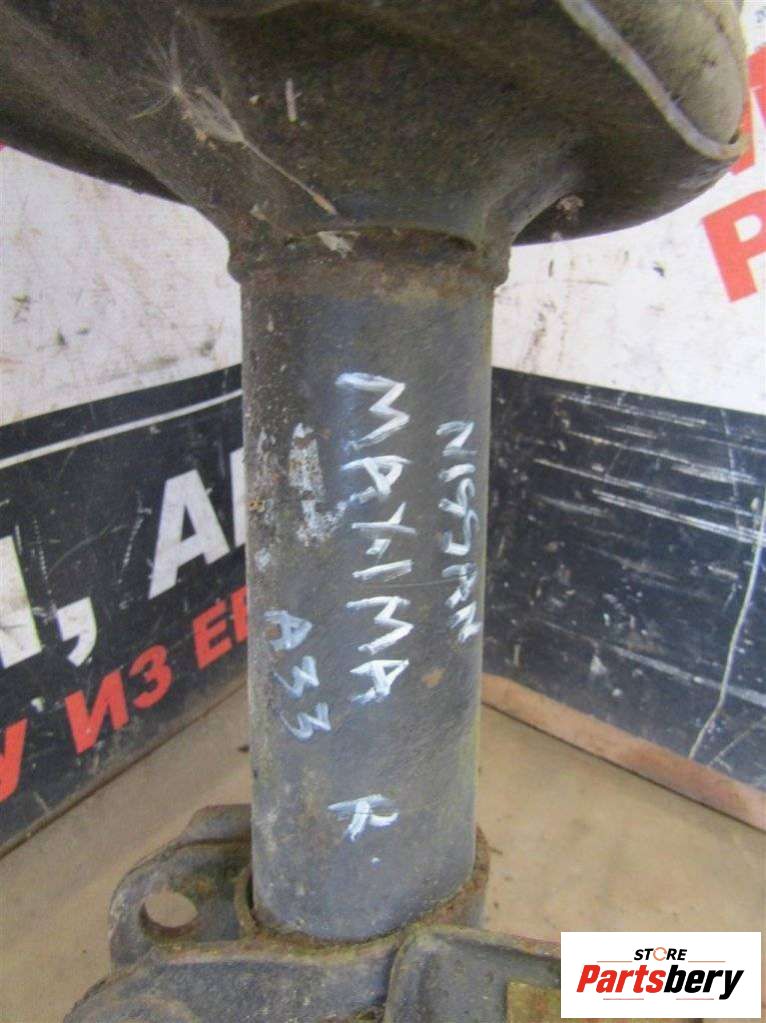 NISSAN
MAXIMA R.
A33
У ИЗ ЕВ
STORE
Partsbery